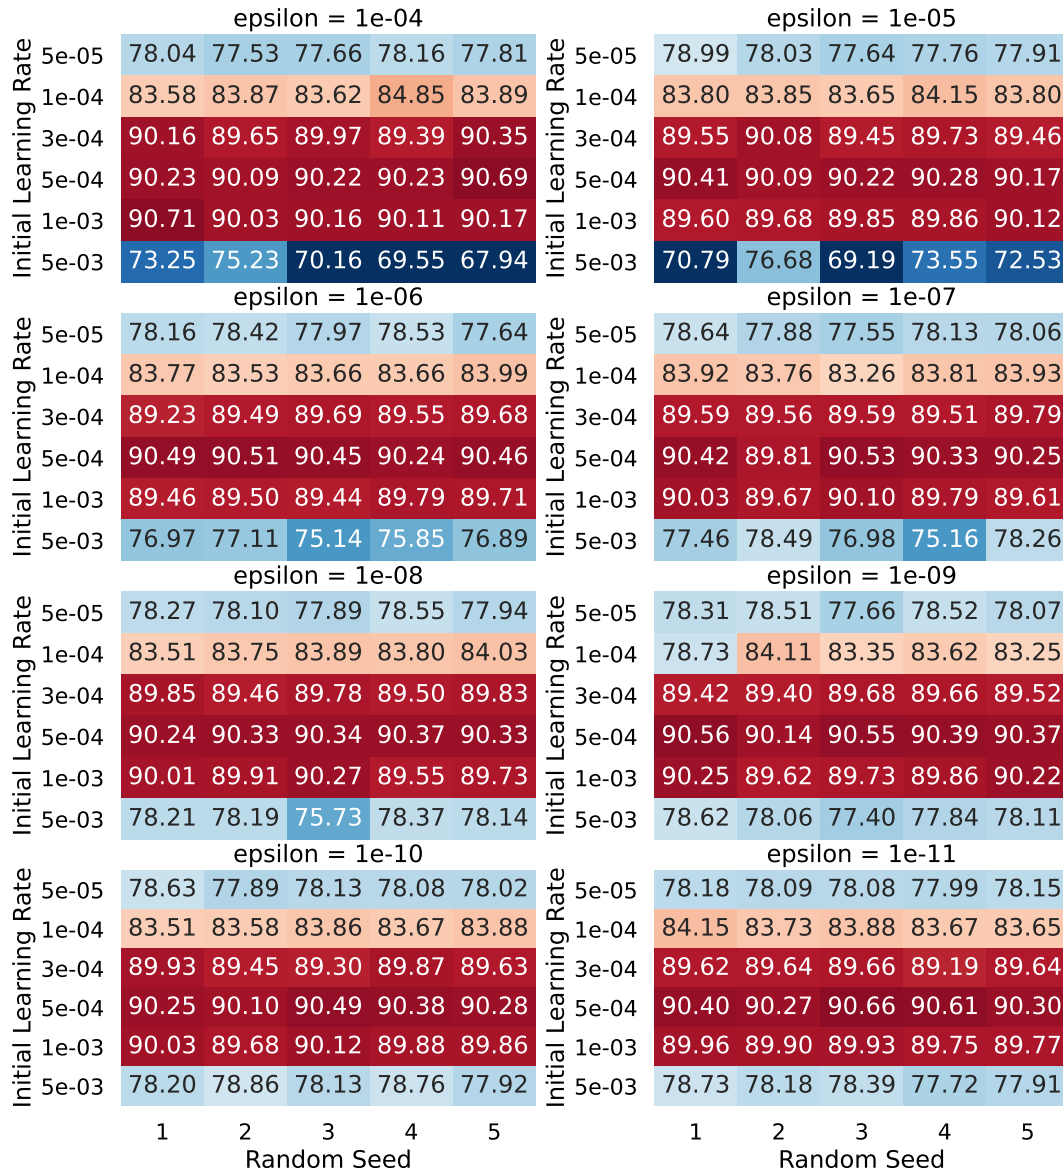 epsilon = 1e-04
Initial Learning Rate
5e-05 78.04 77.53 77.66 78.16 77.81
1e-04 83.58 83.87 83.62 84.85 83.89
3e-04 90.16 89.65 89.97 89.39 90.35
5e-04 90.23 90.09 90.22 90.23 90.69
1e-03 90.71 90.03 90.16 90.11 90.17
5e-03 73.25 75.23 70.16 69.55 67.94
epsilon = 1e-05
Initial Learning Rate
5e-05 78.99 78.03 77.64 77.76 77.91
1e-04 83.80 83.85 83.65 84.15 83.80
3e-04 89.55 90.08 89.45 89.73 89.46
5e-04 90.41 90.09 90.22 90.28 90.17
1e-03 89.60 89.68 89.85 89.86 90.12
5e-03 70.79 76.68 69.19 73.55 72.53
epsilon = 1e-06
Initial Learning Rate
5e-05 78.16 78.42 77.97 78.53 77.64
1e-04 83.77 83.53 83.66 83.66 83.99
3e-04 89.23 89.49 89.69 89.55 89.68
5e-04 90.49 90.51 90.45 90.24 90.46
1e-03 89.46 89.50 89.44 89.79 89.71
5e-03 76.97 77.11 75.14 75.85 76.89
epsilon = 1e-07
Initial Learning Rate
5e-05 78.64 77.88 77.55 78.13 78.06
1e-04 83.92 83.76 83.26 83.81 83.93
3e-04 89.59 89.56 89.59 89.51 89.79
5e-04 90.42 89.81 90.53 90.33 90.25
1e-03 90.03 89.67 90.10 89.79 89.61
5e-03 77.46 78.49 76.98 75.16 78.26
epsilon = 1e-08
Initial Learning Rate
5e-05 78.27 78.10 77.89 78.55 77.94
1e-04 83.51 83.75 83.89 83.80 84.03
3e-04 89.85 89.46 89.78 89.50 89.83
5e-04 90.24 90.33 90.34 90.37 90.33
1e-03 90.01 89.91 90.27 89.55 89.73
5e-03 78.21 78.19 75.73 78.37 78.14
epsilon = 1e-09
Initial Learning Rate
5e-05 78.31 78.51 77.66 78.52 78.07
1e-04 78.73 84.11 83.35 83.62 83.25
3e-04 89.42 89.40 89.68 89.66 89.52
5e-04 90.56 90.14 90.55 90.39 90.37
1e-03 90.25 89.62 89.73 89.86 90.22
5e-03 78.62 78.06 77.40 77.84 78.11
epsilon = 1e-10
Initial Learning Rate
5e-05 78.63 77.89 78.13 78.08 78.02
1e-04 83.51 83.58 83.86 83.67 83.88
3e-04 89.93 89.45 89.30 89.87 89.63
5e-04 90.25 90.10 90.49 90.38 90.28
1e-03 90.03 89.68 90.12 89.88 89.86
5e-03 78.20 78.86 78.13 78.76 77.92
1 2 3 4 5
Random Seed
epsilon = 1e-11
Initial Learning Rate
5e-05 78.18 78.09 78.08 77.99 78.15
1e-04 84.15 83.73 83.88 83.67 83.65
3e-04 89.62 89.64 89.66 89.19 89.64
5e-04 90.40 90.27 90.66 90.61 90.30
1e-03 89.96 89.90 89.93 89.75 89.77
5e-03 78.73 78.18 78.39 77.72 77.91
1 2 3 4 5
Random Seed